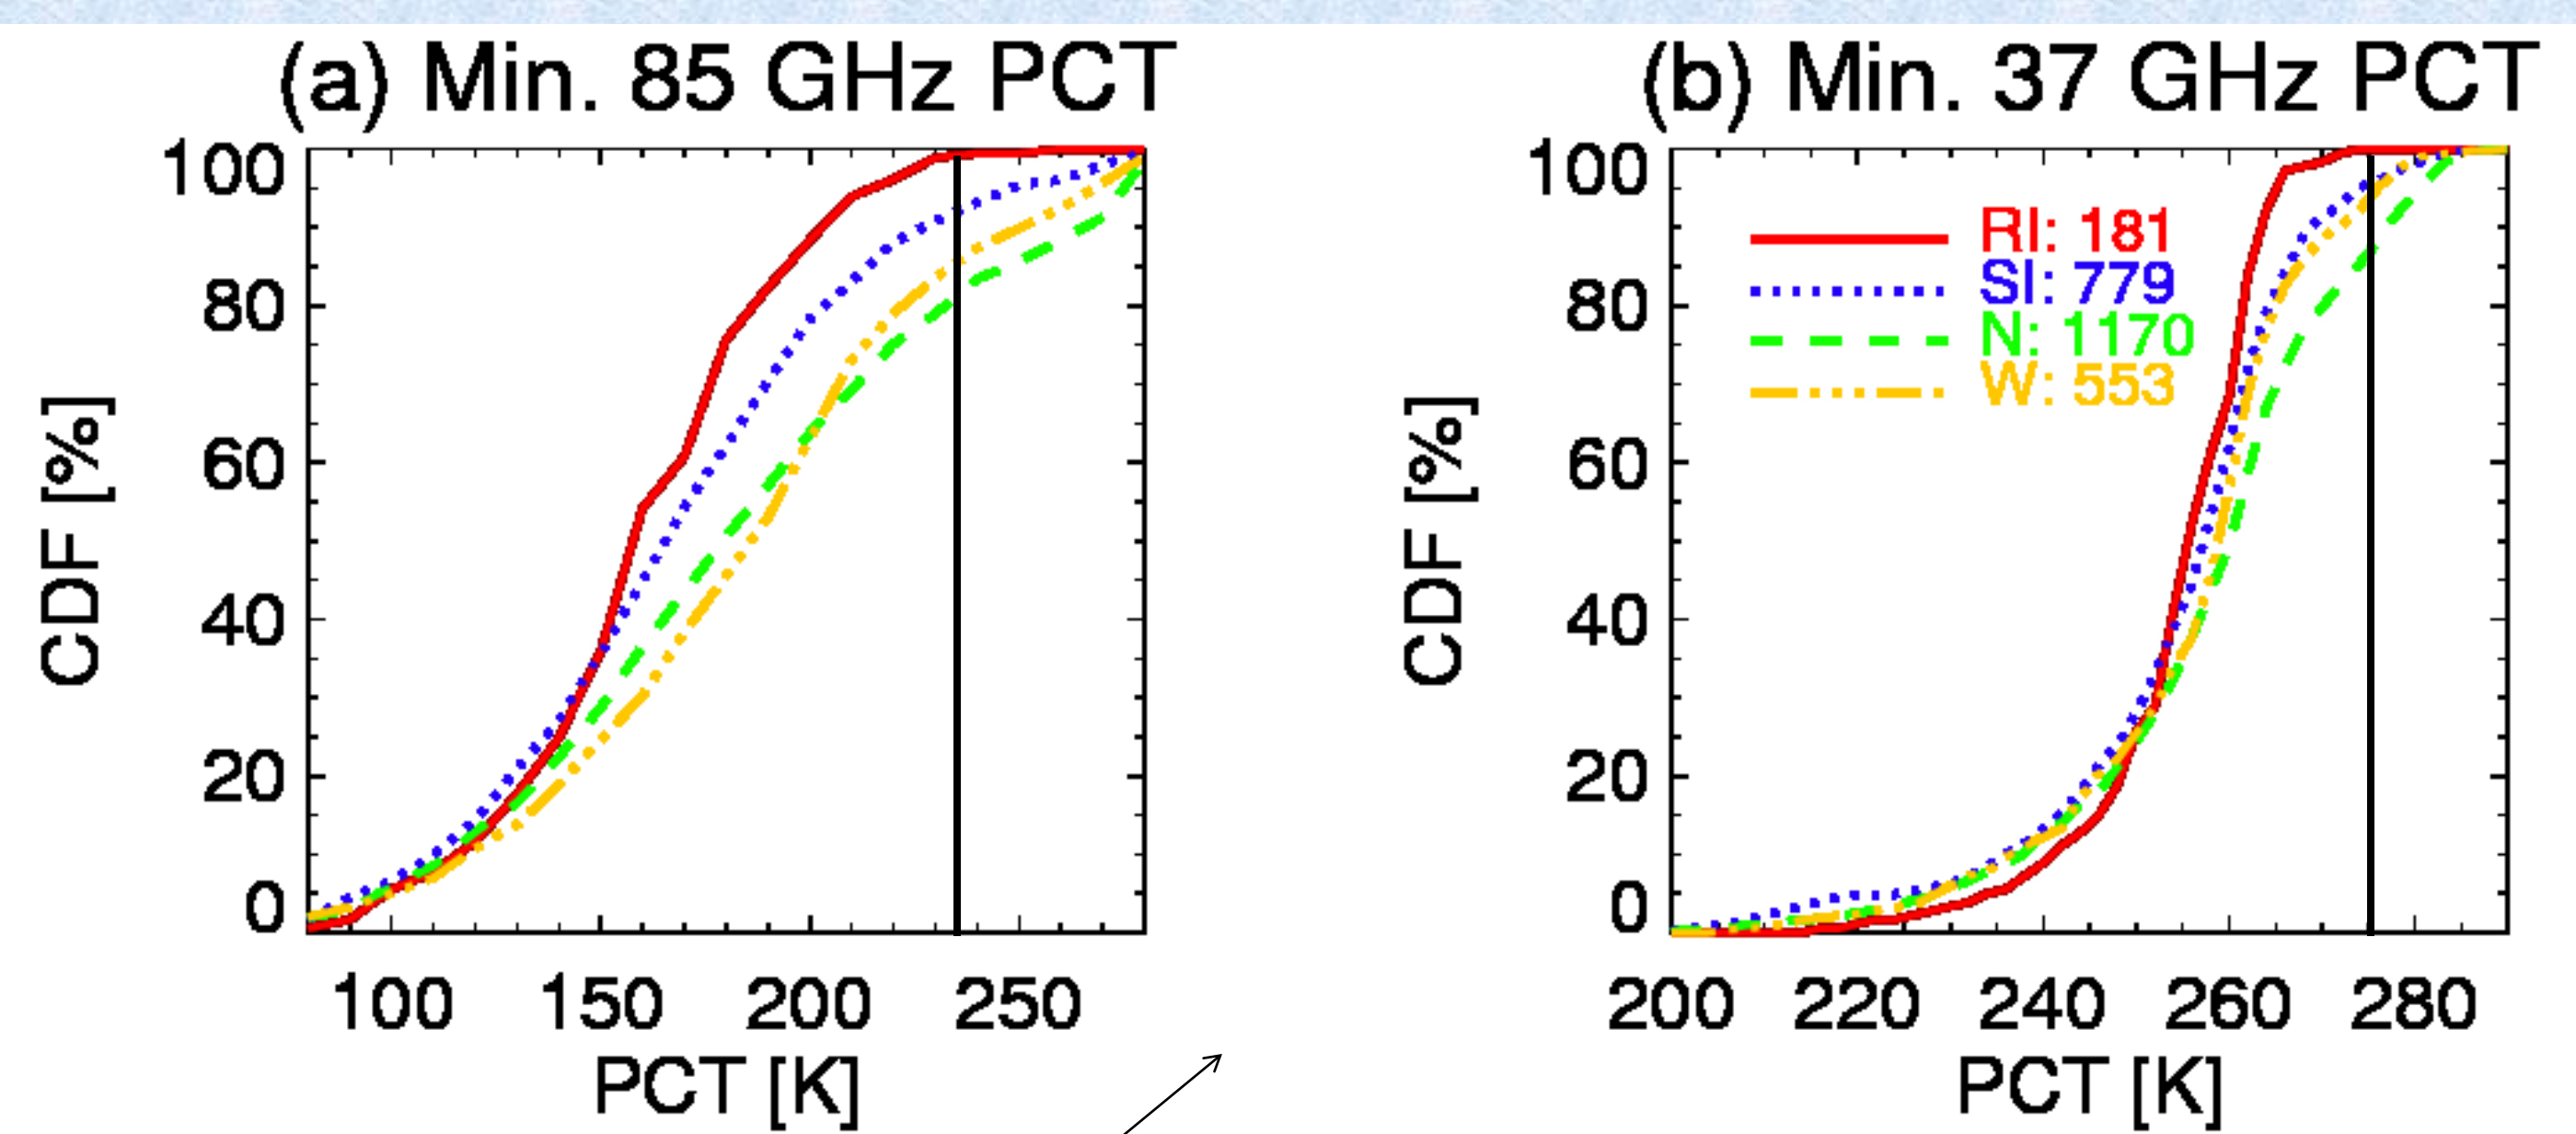 (a) Min. 85 GHz PCT
CDF [%]
100
80
60
40
20
0
100 150 200 250
PCT [K]
(b) Min. 37 GHz PCT
CDF [%]
100
80
60
40
20
0
RI: 181
SI: 779
N: 1170
W: 553
200 220 240 260 280
PCT [K]